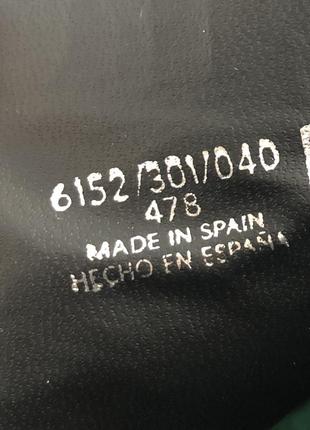 6152/301/040
478
MADE IN SPAIN
HECHO EN ESPAÑA